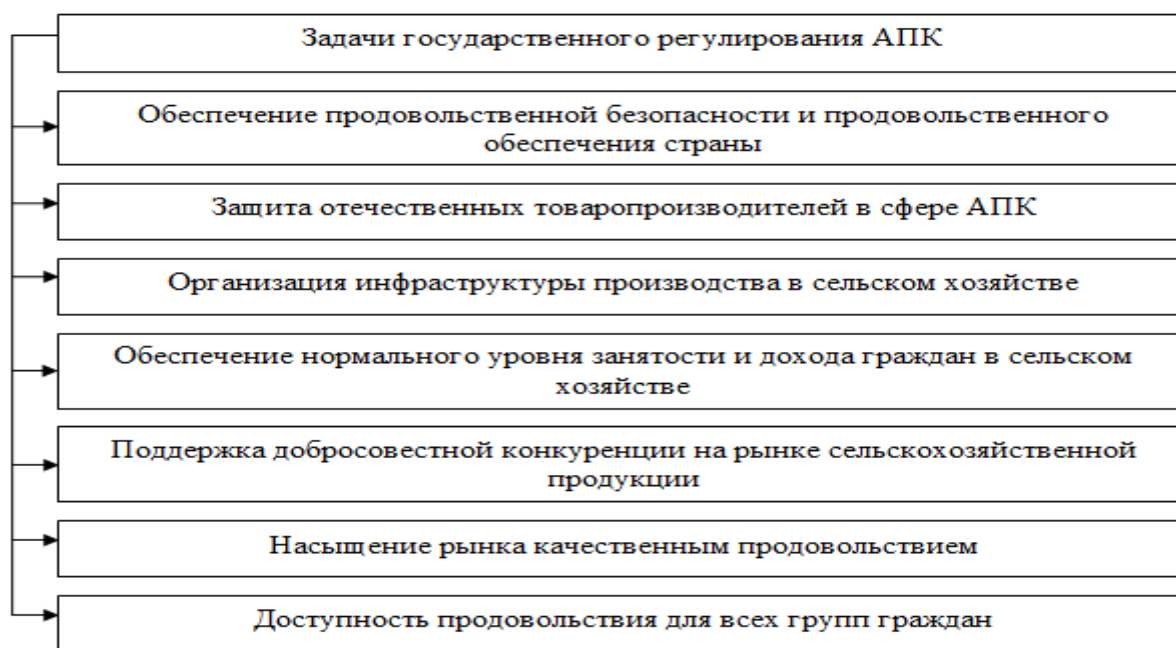 Задачи государственного регулирования АПК
Обеспечение продовольственной безопасности и продовольственного
обеспечения страны
Защита отечественных товаропроизводителей в сфере АПК
Организация инфраструктуры производства в сельском хозяйстве
Обеспечение нормального уровня занятости и дохода граждан в сельском
хозяйстве
Поддержка добросовестной конкуренции на рынке сельскохозяйственной
продукции
Насыщение рынка качественным продовольствием
Доступность продовольствия для всех групп граждан